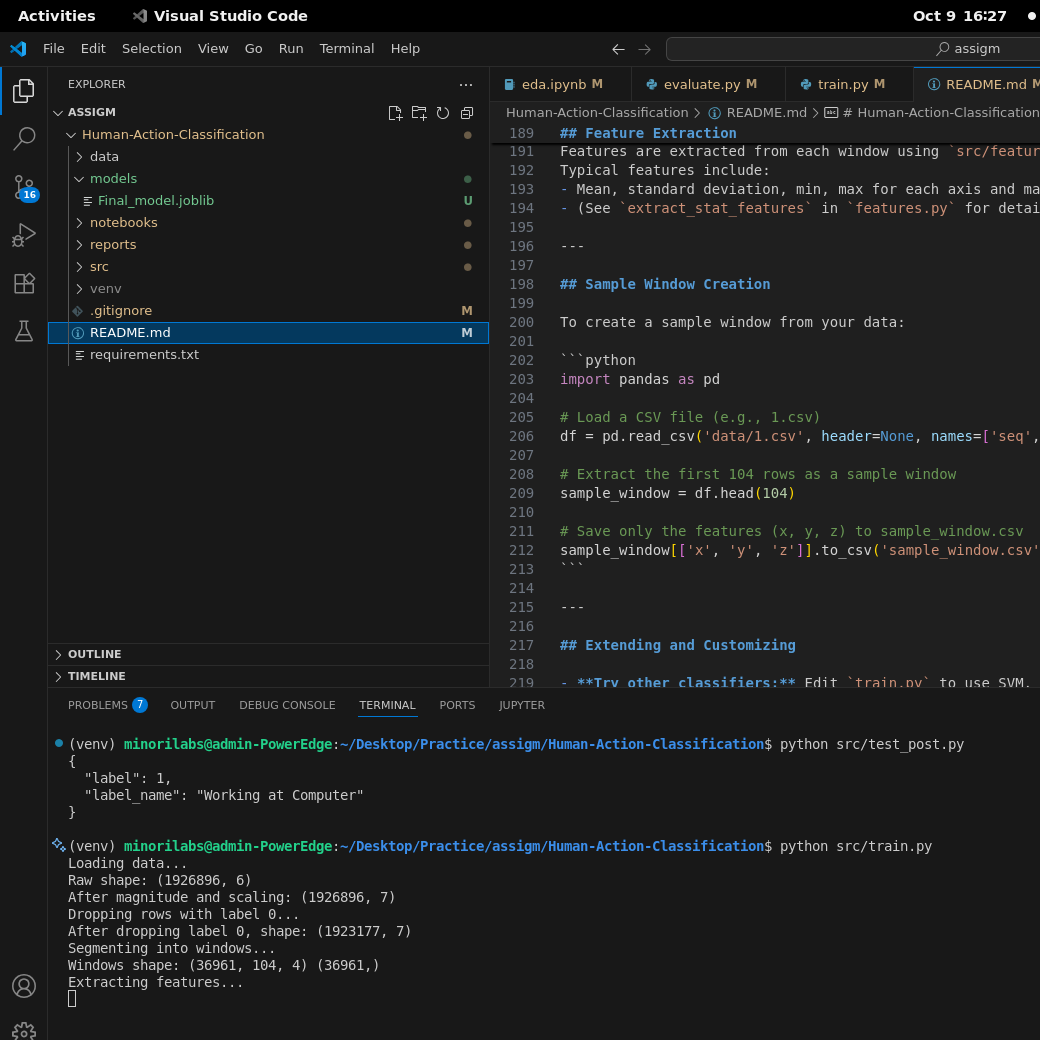 Activities
Visual Studio Code
Oct 9 16:27
File Edit Selection View Go Run Terminal Help
assigm
EXPLORER
ASSIGM
Human-Action-Classification
data
models
Final_model.joblib U
notebooks
reports
src
venv
.gitignore M
README.md M
requirements.txt
OUTLINE
TIMELINE
16
eda.ipynb M evaluate.py M train.py M README.md M
Human-Action-Classification > README.md > # Human-Action-Classification
189 ## Feature Extraction
191 Features are extracted from each window using `src/featur
192 Typical features include:
193 - Mean, standard deviation, min, max for each axis and ma
194 - (See `extract_stat_features` in `features.py` for detai
195
196 ---
197
198 ## Sample Window Creation
199
200 To create a sample window from your data:
201
202 ```python
203 import pandas as pd
204
205 # Load a CSV file (e.g., 1.csv)
206 df = pd.read_csv('data/1.csv', header=None, names=['seq',
207
208 # Extract the first 104 rows as a sample window
209 sample_window = df.head(104)
210
211 # Save only the features (x, y, z) to sample_window.csv
212 sample_window[['x', 'y', 'z']].to_csv('sample_window.csv'
213 ```
214
215 ---
216
217 ## Extending and Customizing
218
219 - **Try other classifiers:** Edit `train.py` to use SVM,
PROBLEMS 7 OUTPUT DEBUG CONSOLE TERMINAL PORTS JUPYTER
(venv) minorilabs@admin-PowerEdge:~/Desktop/Practice/assigm/Human-Action-Classification$ python src/test_post.py
{
"label": 1,
"label_name": "Working at Computer"
}
(venv) minorilabs@admin-PowerEdge:~/Desktop/Practice/assigm/Human-Action-Classification$ python src/train.py
Loading data...
Raw shape: (1926896, 6)
After magnitude and scaling: (1926896, 7)
Dropping rows with label 0...
After dropping label 0, shape: (1923177, 7)
Segmenting into windows...
Windows shape: (36961, 104, 4) (36961,)
Extracting features...